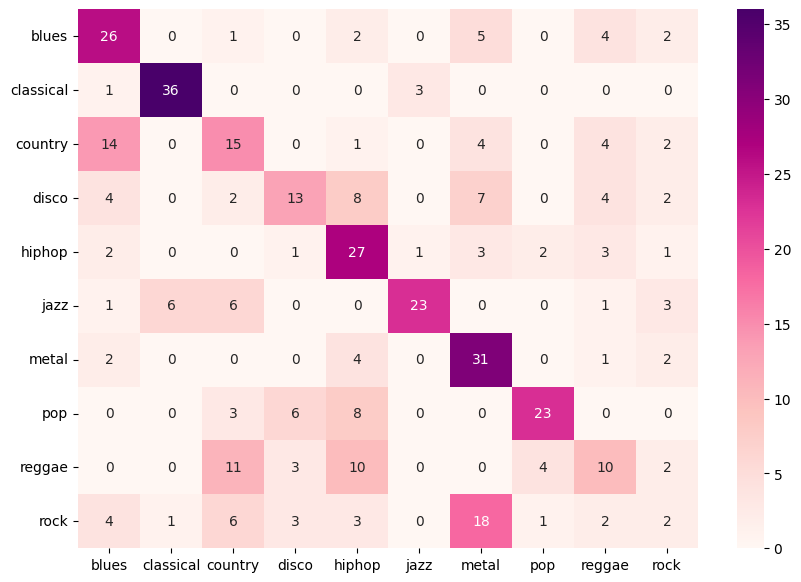 blues 26 0 1 0 2 0 5 0 4 2
classical 1 36 0 0 0 3 0 0 0 0
country 14 0 15 0 1 4 0 4 2
disco 4 0 2 13 8 0 7 0 4 2
hiphop 2 0 0 1 27 1 3 2 3 1
jazz 1 6 6 0 0 23 0 0 1 3
metal 2 0 0 0 4 0 31 0 1 2
pop 0 0 3 6 8 0 0 23 0 0
reggae 0 0 11 3 10 0 0 4 10 2
rock 4 1 6 3 3 0 18 1 2 2
blues classical country disco hiphop jazz metal pop reggae rock
35
30
25
20
15
10
5
0